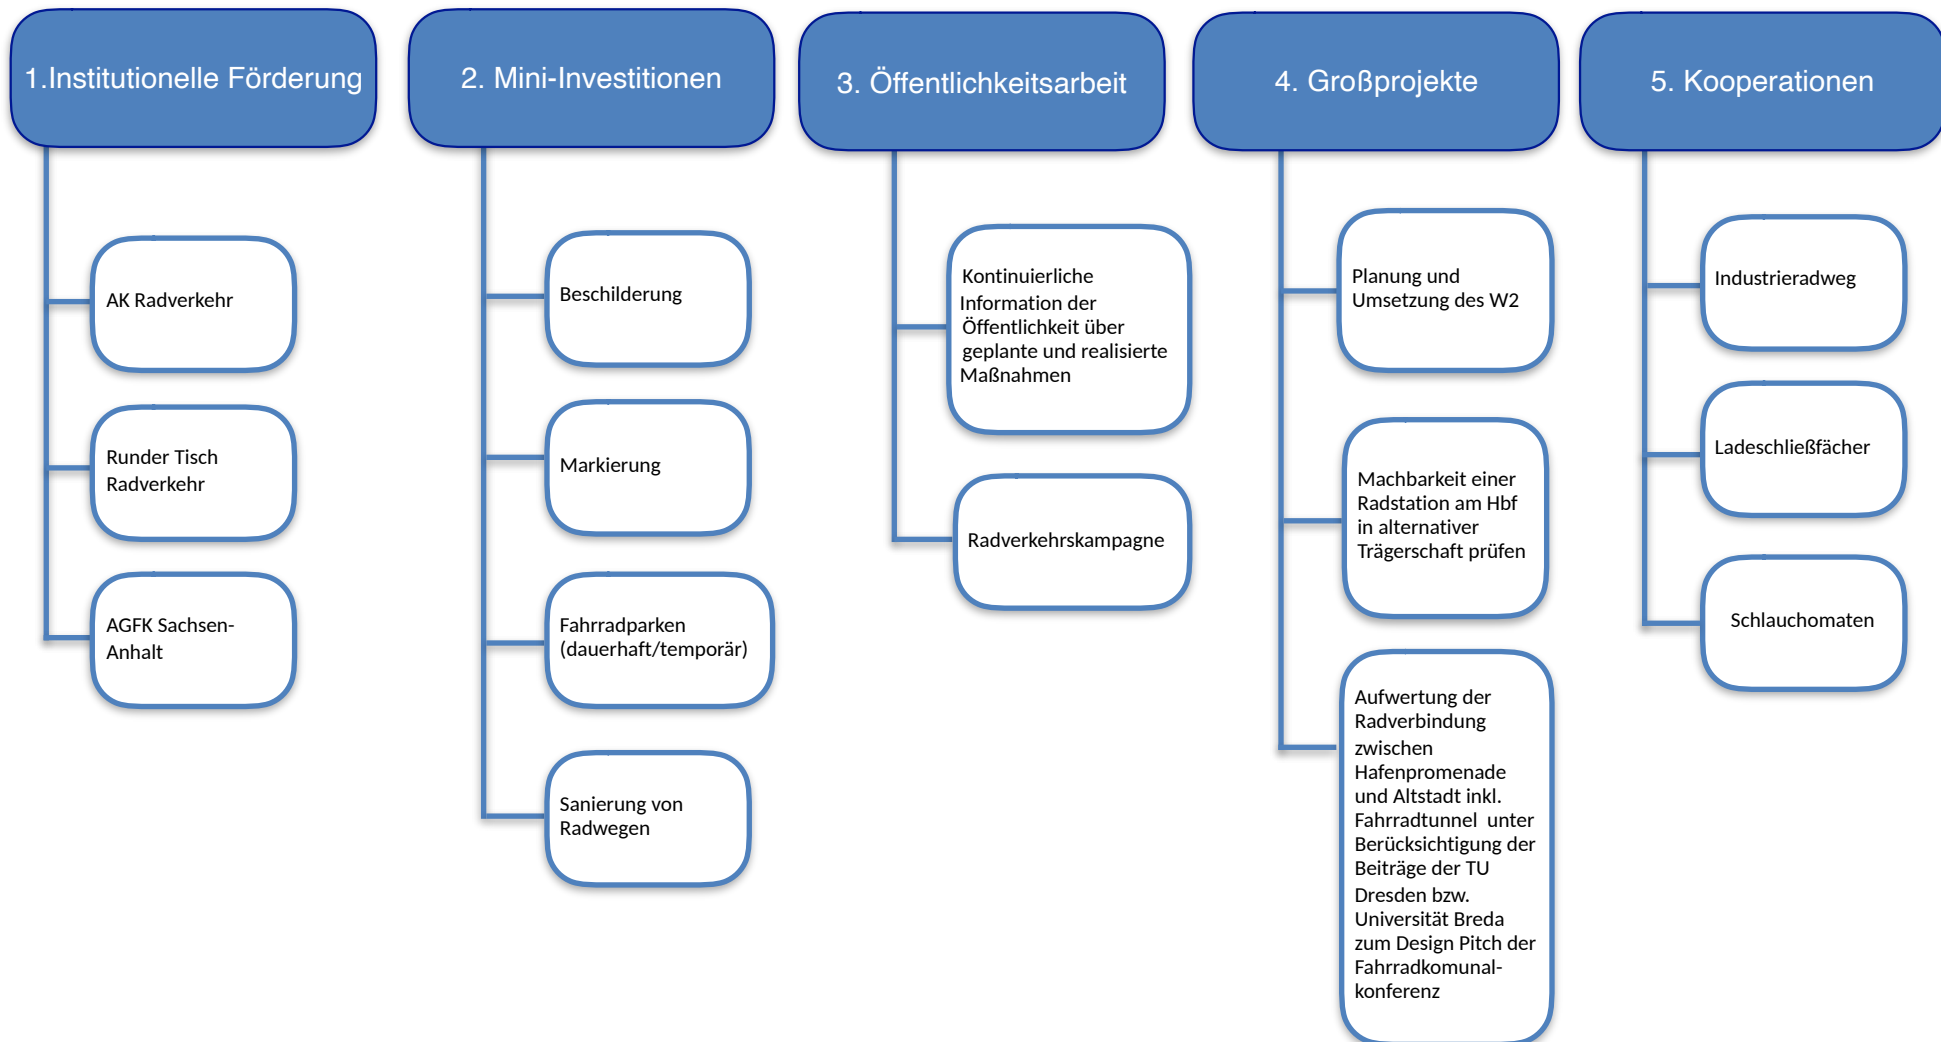 1.Institutionelle Förderung
AK Radverkehr
Runder Tisch
Radverkehr
AGFK Sachsen-
Anhalt
2. Mini-Investitionen
Beschilderung
Markierung
Fahrradparken
(dauerhaft/temporär)
Sanierung von
Radwegen
3. Öffentlichkeitsarbeit
Kontinuierliche
Information der
Öffentlichkeit über
geplante und realisierte
Maßnahmen
Radverkehrskampagne
4. Großprojekte
Planung und
Umsetzung des W2
Machbarkeit einer
Radstation am Hbf
in alternativer
Trägerschaft prüfen
Aufwertung der
Radverbindung
zwischen
Hafenpromenade
und Altstadt inkl.
Fahrradtunnel unter
Berücksichtigung der
Beiträge der TU
Dresden bzw.
Universität Breda
zum Design Pitch der
Fahrradkomunal-
konferenz
5. Kooperationen
Industrieradweg
Ladeschließfächer
Schlauchomaten